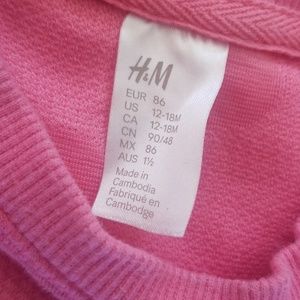 H&M
EUR 86
US 12-18M
CA 12-18M
CN 90/48
MX 86
AUS 1½
Made in
Cambodia
Fabriqué en
Cambodge